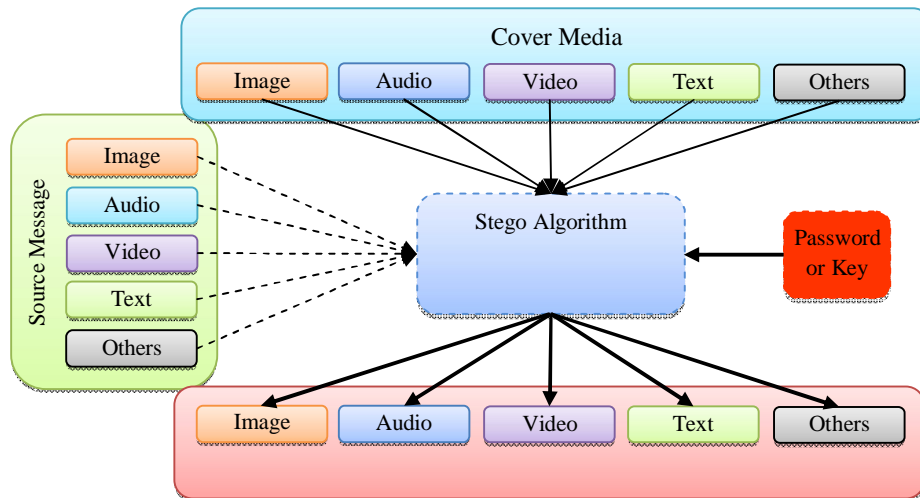 Cover Media
Image
Audio
Video
Text
Others
Source Message
Image
Audio
Video
Text
Others
Stego Algorithm
Password
or Key
Image
Audio
Video
Text
Others